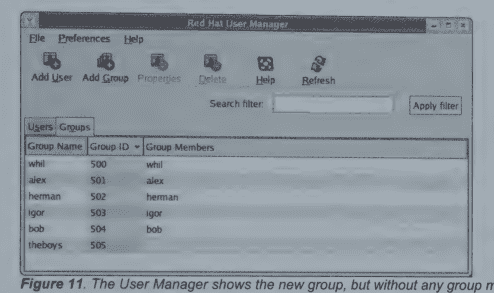 Red Hat User Manager
File Preferences Help
Add User Add Group Properties Delete Help Refresh
Search filter: Apply filter
Users Groups
Group Name Group ID Group Members
whil 500 whil
alex 501 alex
herman 502 herman
igor 503 igor
bob 504 bob
theboys 505
Figure 11. The User Manager shows the new group, but without any group m